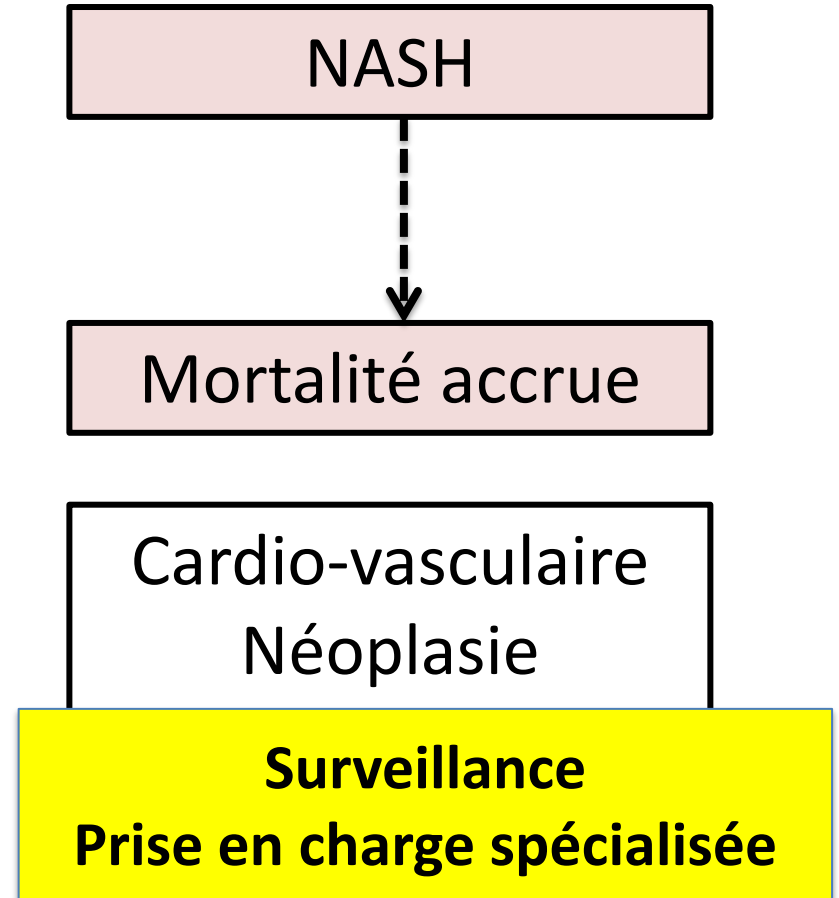 NASH
Mortalité accrue
Cardio-vasculaire
Néoplasie
Surveillance
Prise en charge spécialisée